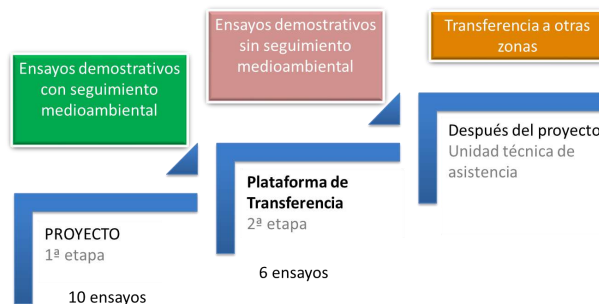 Ensayos demostrativos
con seguimiento
medioambiental
PROYECTO
1ª etapa
10 ensayos
Ensayos demostrativos
sin seguimiento
medioambiental
Plataforma de
Transferencia
2ª etapa
6 ensayos
Transferencia a otras
zonas
Después del proyecto
Unidad técnica de
asistencia